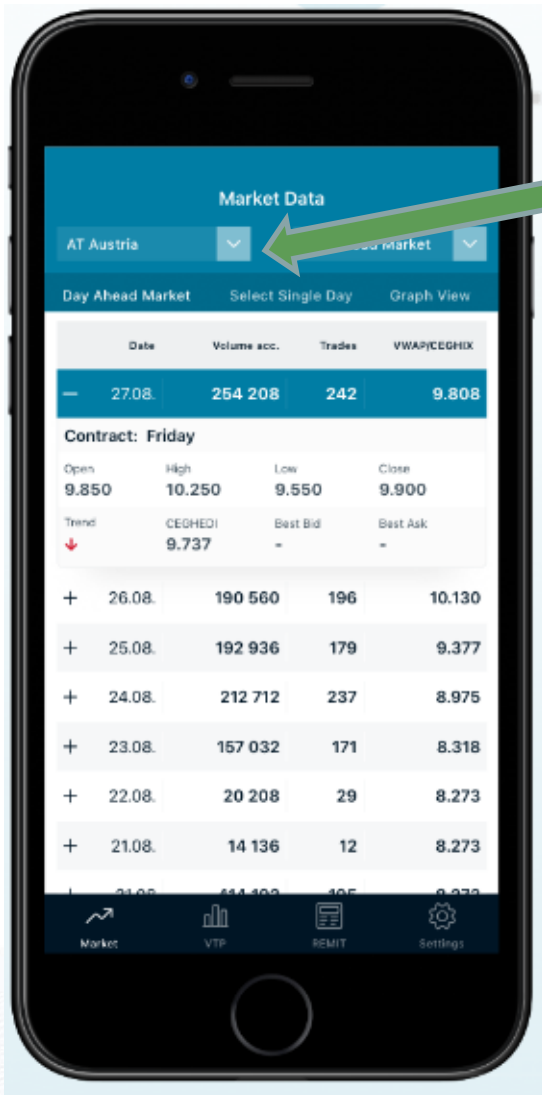 Market Data
AT Austria
Market
Day Ahead Market Select Single Day Graph View
Date Volume acc. Trades VWAP/CEGHIX
— 27.08. 254 208 242 9.808
Contract: Friday
Open High Low Close
9.850 10.250 9.550 9.900
Trend CEGHEDI Best Bid Best Ask
9.737 - -
+ 26.08. 190 560 196 10.130
+ 25.08. 192 936 179 9.377
+ 24.08. 212 712 237 8.975
+ 23.08. 157 032 171 8.318
+ 22.08. 20 208 29 8.273
+ 21.08. 14 136 12 8.273
Market VTP REMIT Settings